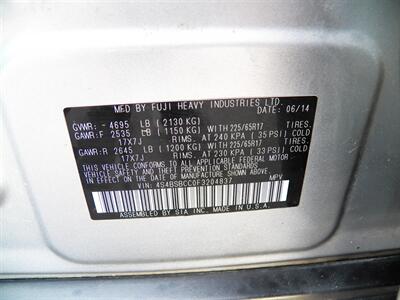 MFD BY FUJI HEAVY INDUSTRIES LTD.
DATE: 06/14
GVWR: - 4695 LB ( 2130 KG)
GAWR:F 2535 LB ( 1150 KG) WITH 225/65R17 TIRES.
17X7J RIMS. AT 240 KPA ( 35 PSI) COLD
GAWR:R 2645 LB ( 1200 KG) WITH 225/65R17 TIRES.
17X7J RIMS. AT 230 KPA ( 33 PSI) COLD
THIS VEHICLE CONFORMS TO ALL APPLICABLE FEDERAL
MOTOR VEHICLE SAFETY, BUMPER, AND THEFT PREVENTION
STANDARDS IN EFFECT ON THE DATE OF MANUFACTURE
SHOWN ABOVE.
VIN: 4S4BSBCC0F3204837 MPV
ASSEMBLED BY SIA INC. IN U.S.A.